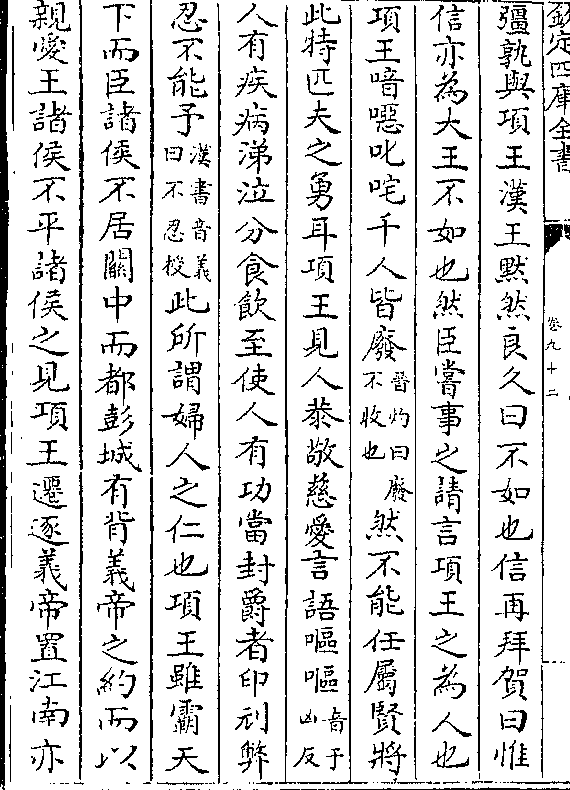 欽定四庫全書
卷九十二
彊孰與項王漢王黙然良久曰不如也信再拜賀曰惟
信亦為大王不如也然臣嘗事之請言項王之為人也
項王喑噁叱咤千人皆廢晉灼曰廢不收也然不能任屬賢將
此特匹夫之勇耳項王見人恭敬慈愛言語嘔嘔音于凶反
人有疾病涕泣分食飲至使人有功當封爵者印刓弊
忍不能予漢書音義曰不忍授此所謂婦人之仁也項王雖霸天
下而臣諸侯不居關中而都彭城有背義帝之約而以
親愛王諸侯不平諸侯之見項王遷逐義帝置江南亦